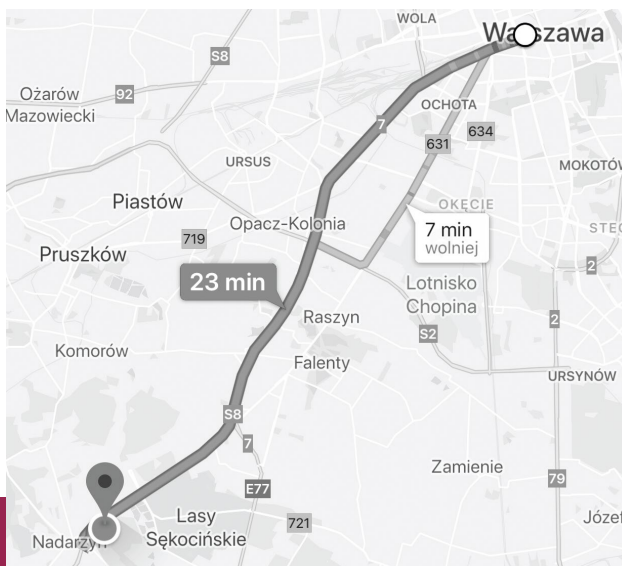 WOLA
Warszawa
S8
Ożarów
Mazowiecki
92
OCHOTA
7
634
631
URSUS
MOKOTÓW
Piastów
OKĘCIE
Opacz-Kolonia
7 min
wolniej
STEG
719
Pruszków
2
23 min
Lotnisko
Chopina
Raszyn
2
S2
Komorów
Falenty
URSYNÓW
S8
7
Zamienie
79
E77
Lasy
Sękocińskie
721
Józef
Nadarzyn